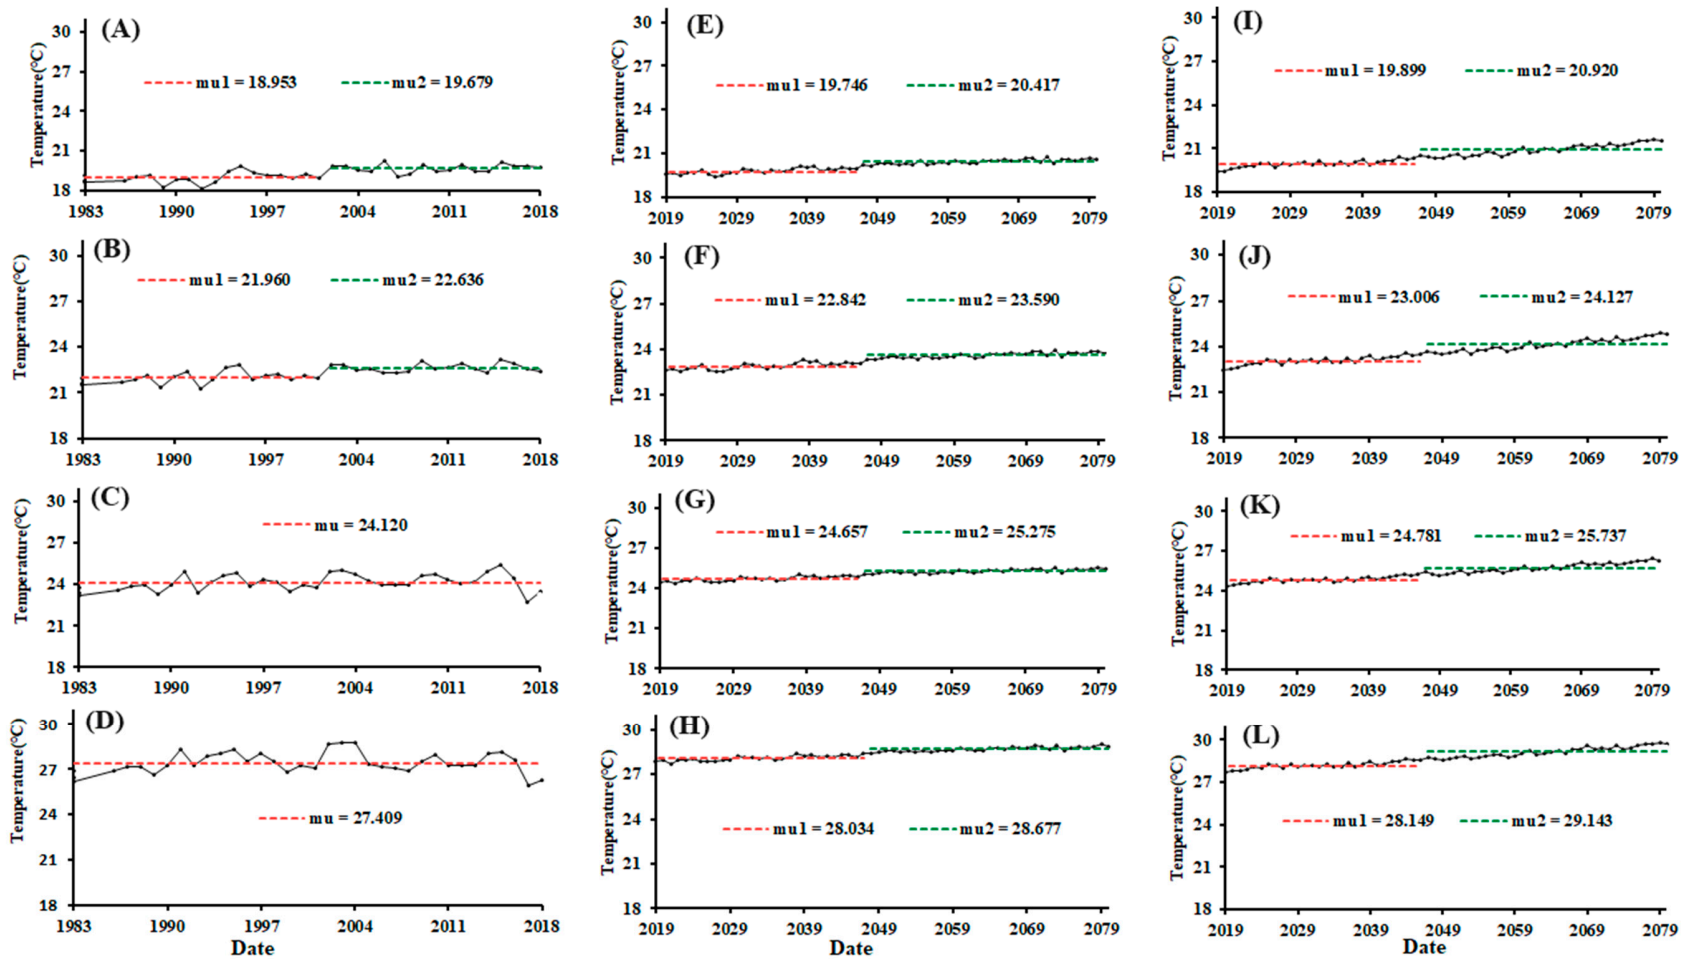 (A)
Temperature(°C)
30
27
24
21
18
mu1 = 18.953
mu2 = 19.679
1983 1990 1997 2004 2011 2018
(E)
Temperature(°C)
30
27
24
21
18
mu1 = 19.746
mu2 = 20.417
2019 2029 2039 2049 2059 2069 2079
(I)
Temperature(°C)
30
27
24
21
18
mu1 = 19.899
mu2 = 20.920
2019 2029 2039 2049 2059 2069 2079
(B)
Temperature(°C)
30
27
24
21
18
mu1 = 21.960
mu2 = 22.636
1983 1990 1997 2004 2011 2018
(F)
Temperature(°C)
30
27
24
21
18
mu1 = 22.842
mu2 = 23.590
2019 2029 2039 2049 2059 2069 2079
(J)
Temperature(°C)
30
27
24
21
18
mu1 = 23.006
mu2 = 24.127
2019 2029 2039 2049 2059 2069 2079
(C)
Temperature(°C)
30
27
24
21
18
mu = 24.120
1983 1990 1997 2004 2011 2018
(G)
Temperature(°C)
30
27
24
21
18
mu1 = 24.657
mu2 = 25.275
2019 2029 2039 2049 2059 2069 2079
(K)
Temperature(°C)
30
27
24
21
18
mu1 = 24.781
mu2 = 25.737
2019 2029 2039 2049 2059 2069 2079
(D)
Temperature(°C)
30
27
24
21
18
mu = 27.409
1983 1990 1997 2004 2011 2018
Date
(H)
Temperature(°C)
30
27
24
21
18
mu1 = 28.034
mu2 = 28.677
2019 2029 2039 2049 2059 2069 2079
Date
(L)
Temperature(°C)
30
27
24
21
18
mu1 = 28.149
mu2 = 29.143
2019 2029 2039 2049 2059 2069 2079
Date